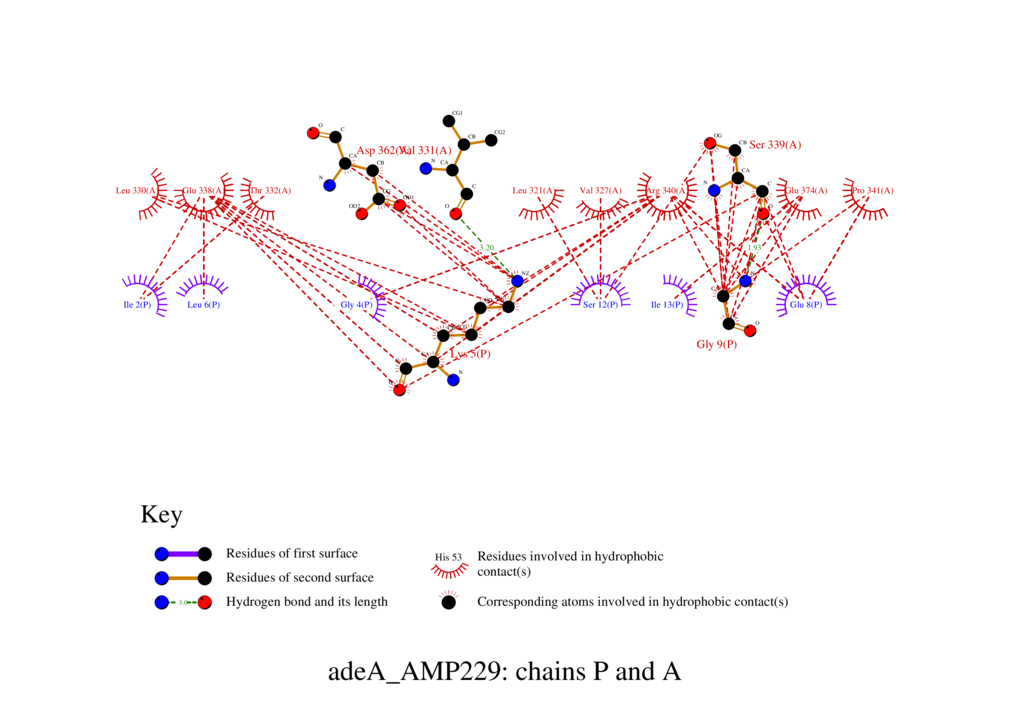 CG1
O
C
CB
CG2
OG
CB
Asp 362(A)
Val 331(A)
Ser 339(A)
CA
CB
N
CA
CA
N
N
C
Leu 330(A)
Glu 338(A)
Thr 332(A)
CG
C
Leu 321(A)
Val 327(A)
Arg 340(A)
Glu 374(A)
Pro 341(A)
OD2
OD1
O
O
3.20
1.93
NZ
N
Ile 2(P)
Leu 6(P)
Gly 4(P)
Ser 12(P)
Ile 13(P)
Glu 8(P)
O
Gly 9(P)
Lys 5(P)
N
Key
Residues of first surface
His 53
Residues involved in hydrophobic
contact(s)
Residues of second surface
3.0
Hydrogen bond and its length
Corresponding atoms involved in hydrophobic contact(s)
adeA_AMP229: chains P and A